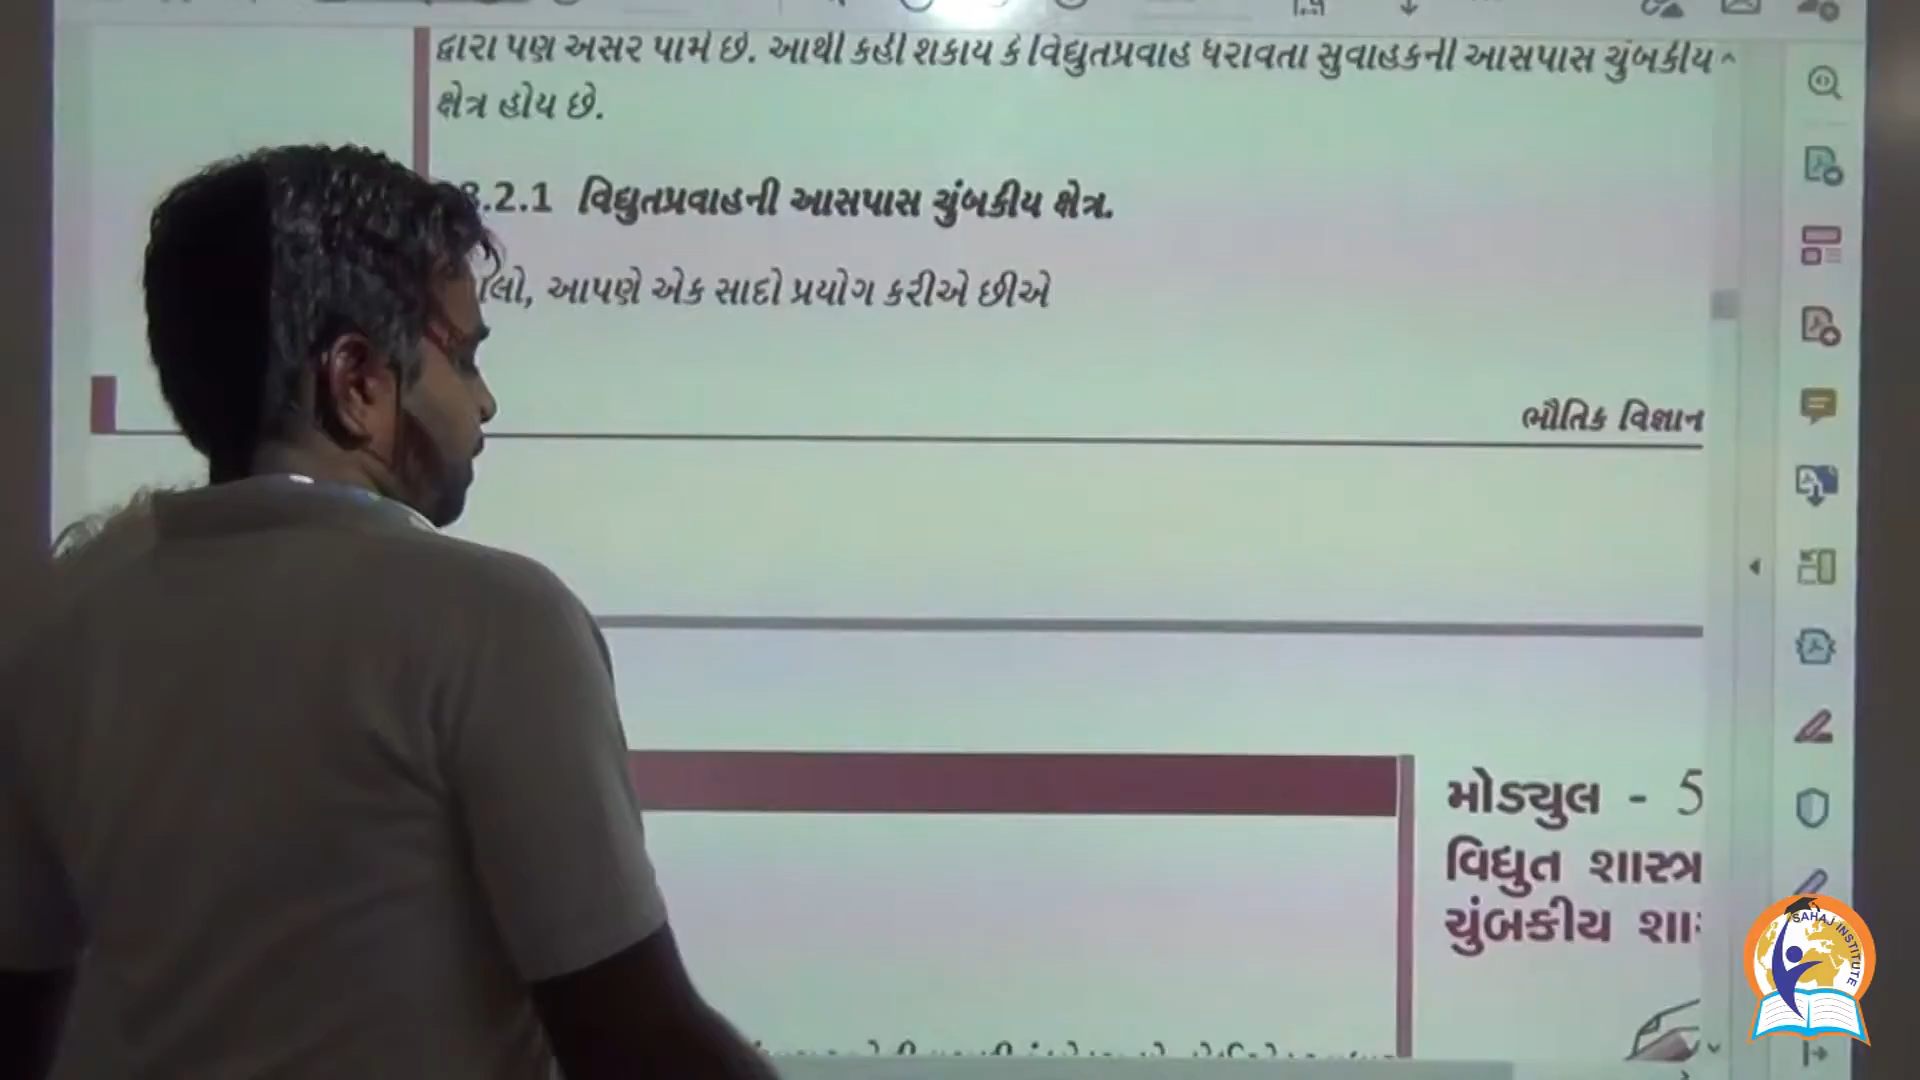 દ્વારા પણ અસર પામે છે. આથી કહી શકાય કે વિદ્યુતપ્રવાહ ધરાવતા સુવાહકની આસપાસ ચુંબકીય
ક્ષેત્ર હોય છે.
.2.1 વિદ્યુતપ્રવાહની આસપાસ ચુંબકીય ક્ષેત્ર.
આપણે એક સાદો પ્રયોગ કરીએ છીએ
ભૌતિક વિજ્ઞાન
મોડ્યુલ - 5
વિદ્યુત શાસ્ત્ર
ચુંબકીય
SAHAJ INSTITUTE